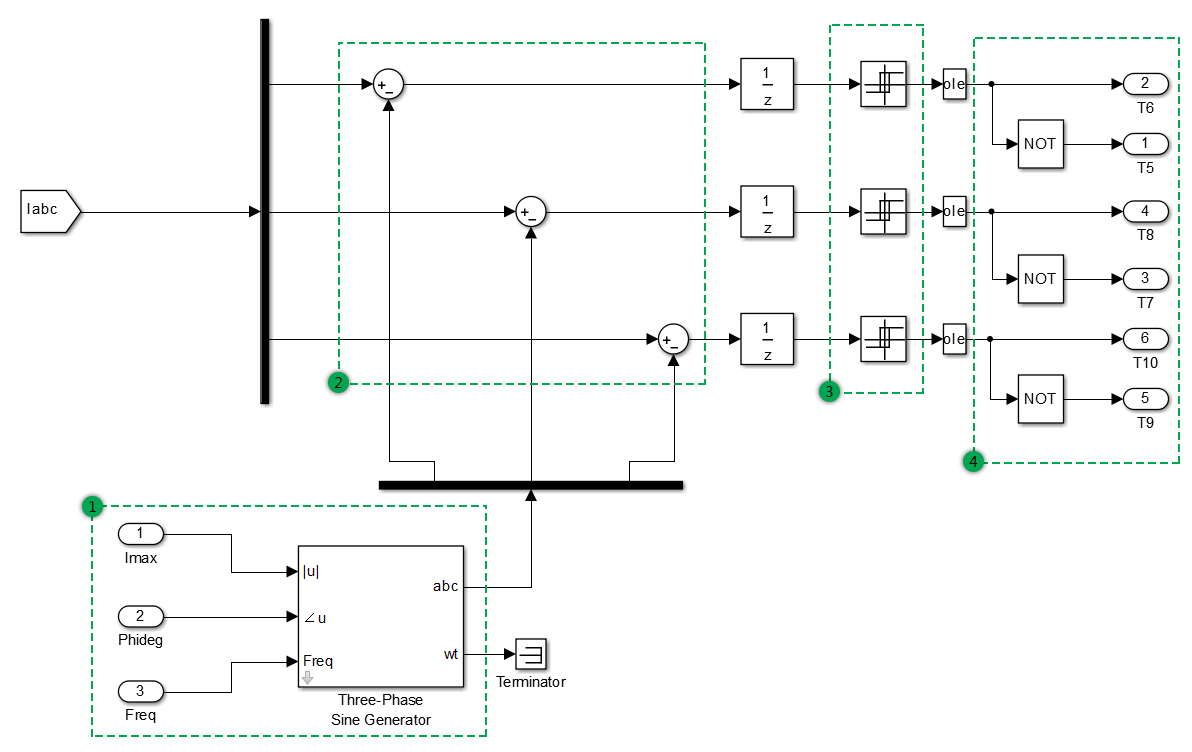 Iabc
+
−
1
z
ole
2
T6
NOT
1
T5
+
−
1
z
ole
4
T8
NOT
3
T7
+
−
1
z
ole
6
T10
NOT
5
T9
2
3
4
1
1
Imax
2
Phideg
3
Freq
|u|
∠u
Freq
abc
wt
Three-Phase
Sine Generator
Terminator